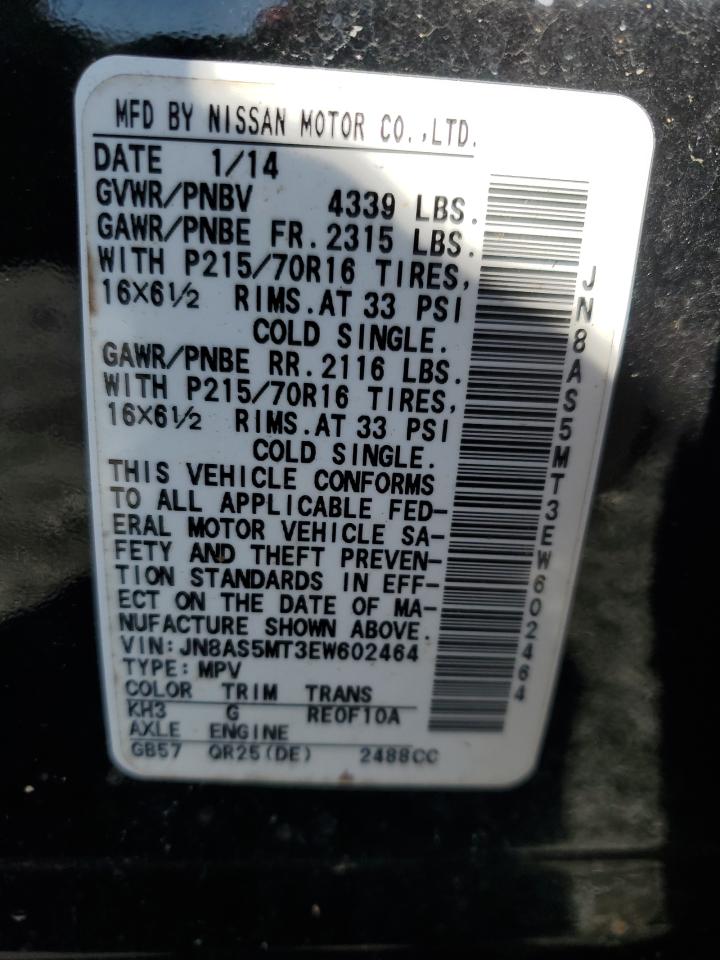 MFD BY NISSAN MOTOR CO.,LTD.
DATE 1/14
GVWR/PNBV 4339 LBS.
GAWR/PNBE FR. 2315 LBS.
WITH P215/70R16 TIRES,
16X6½ RIMS. AT 33 PSI
COLD SINGLE.
GAWR/PNBE RR. 2116 LBS.
WITH P215/70R16 TIRES,
16X6½ RIMS. AT 33 PSI
COLD SINGLE.
THIS VEHICLE CONFORMS
TO ALL APPLICABLE FED-
ERAL MOTOR VEHICLE SA-
FETY AND THEFT PREVEN-
TION STANDARDS IN EFF-
ECT ON THE DATE OF MA-
NUFACTURE SHOWN ABOVE.
VIN: JN8AS5MT3EW602464
TYPE: MPV
COLOR TRIM TRANS
KH3 G RE0F10A
AXLE ENGINE
GB57 QR25(DE) 2488CC
JN8AS5MT3EW602464